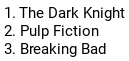 1. The Dark Knight
2. Pulp Fiction
3. Breaking Bad